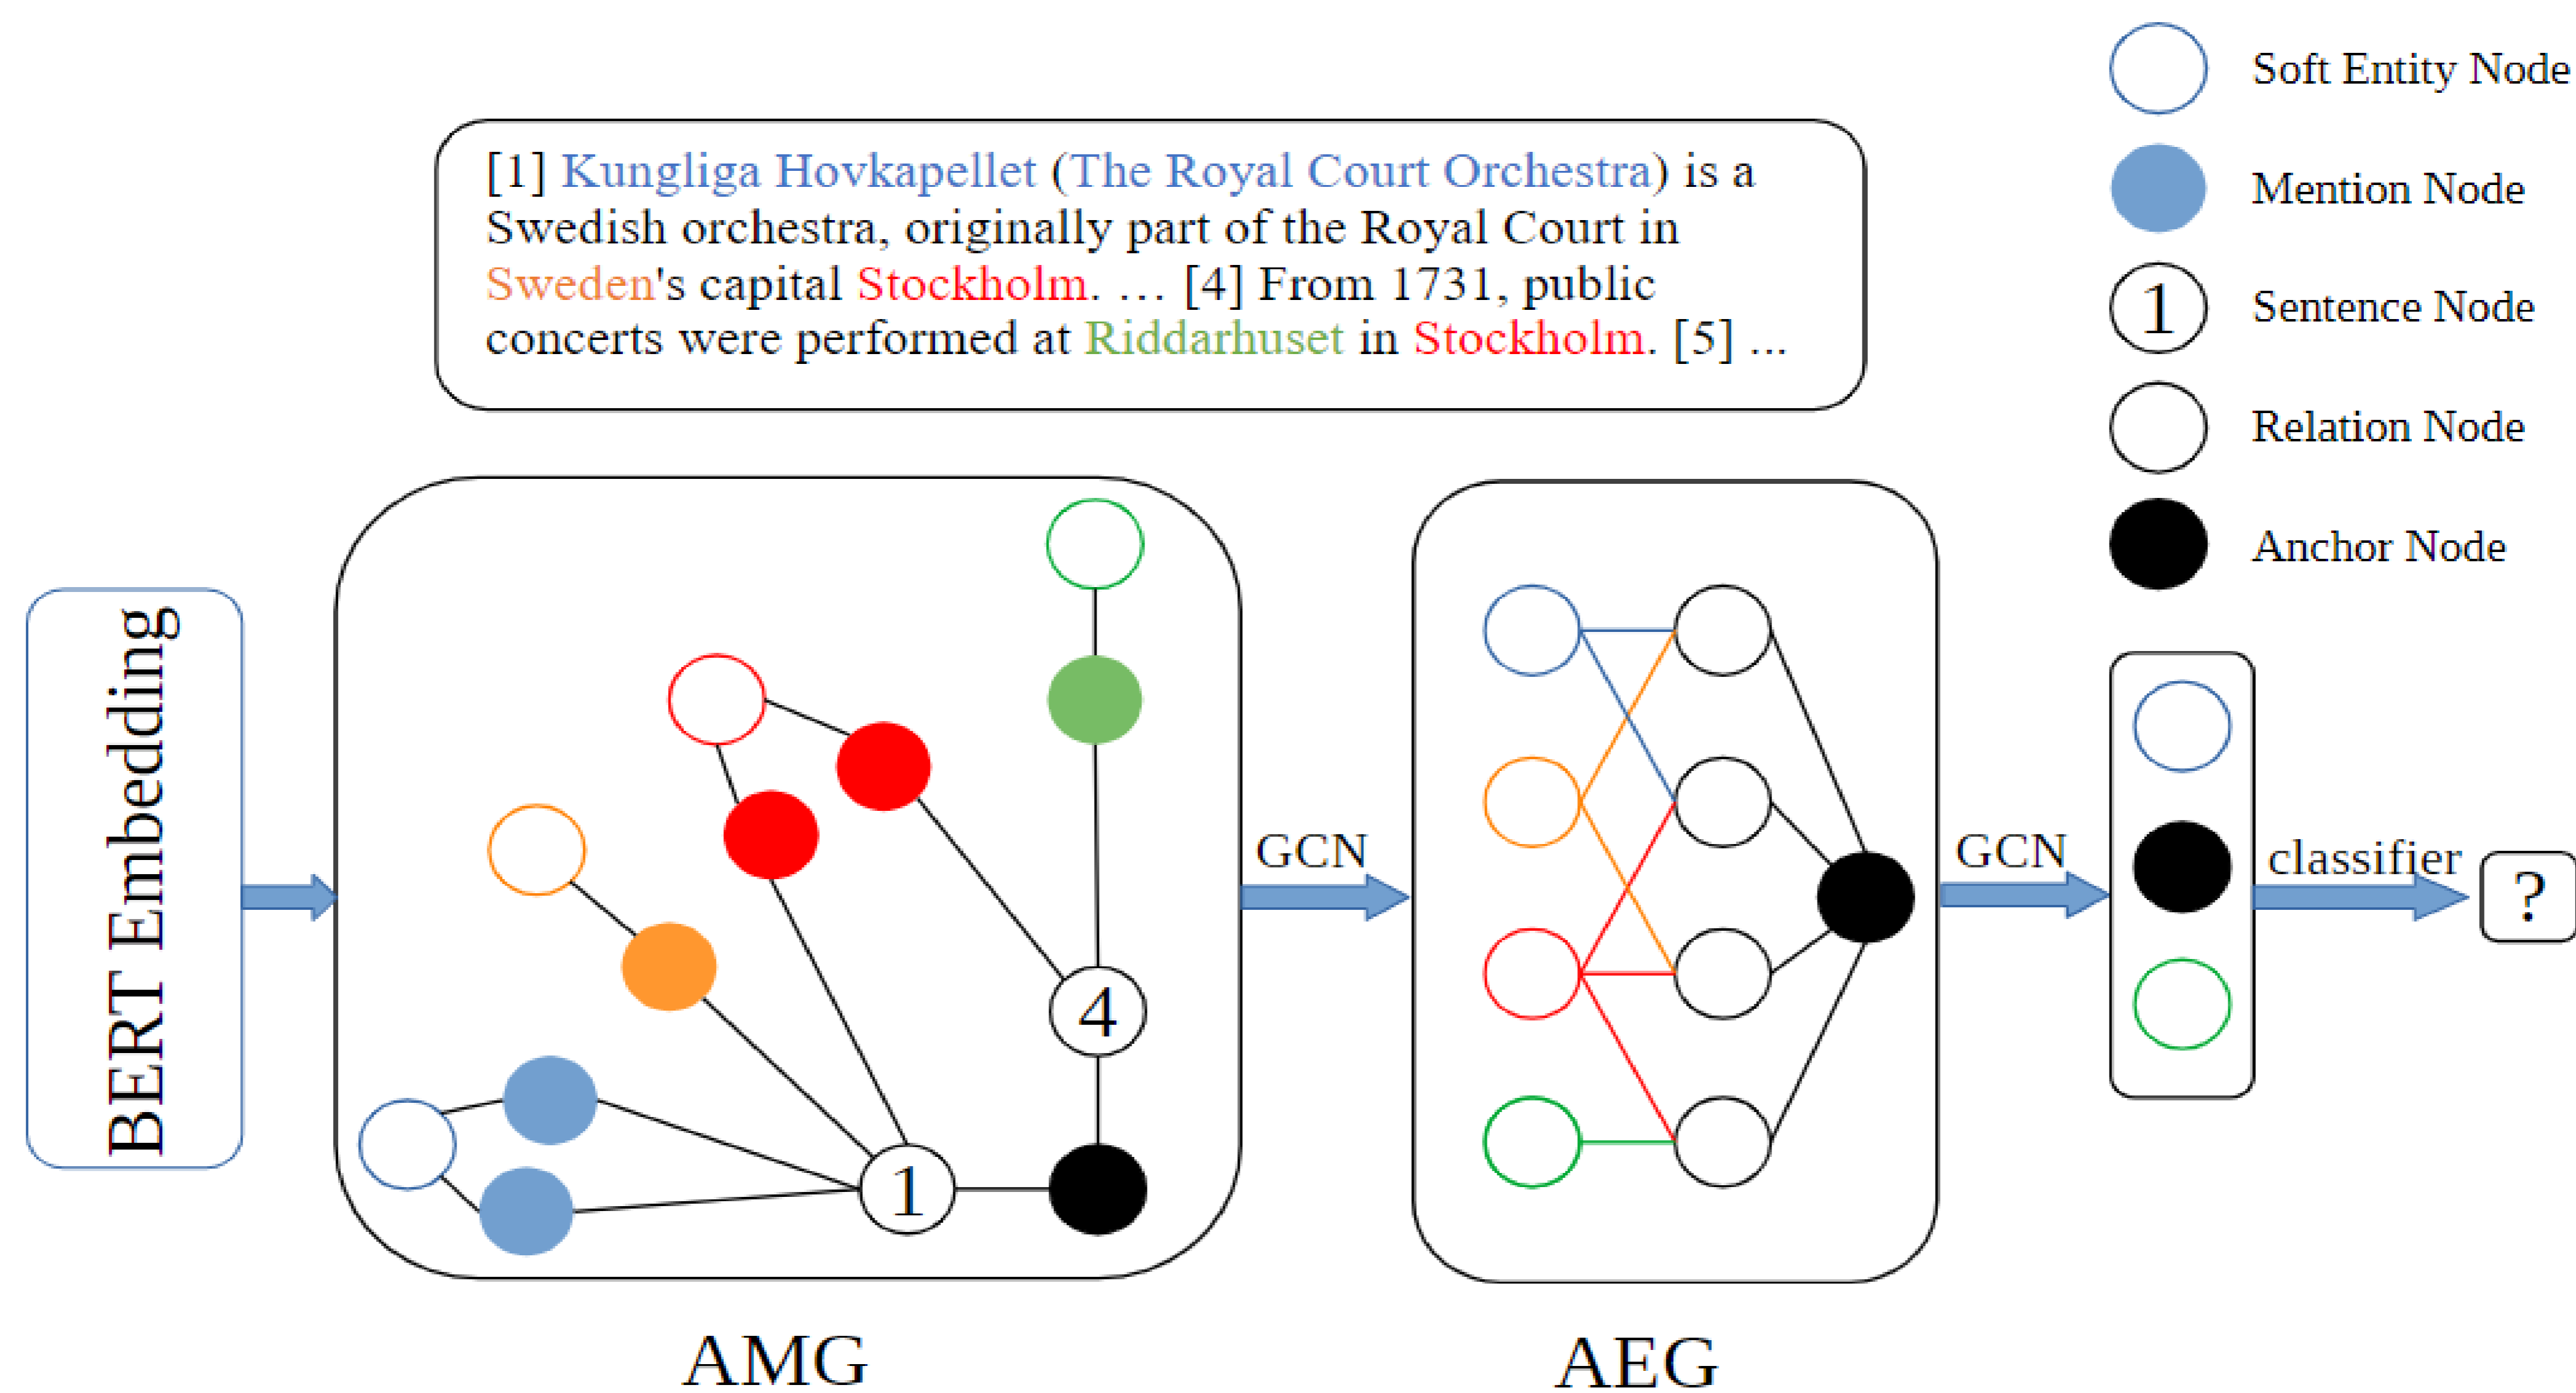 Soft Entity Node
Mention Node
1 Sentence Node
Relation Node
Anchor Node
[1] Kungliga Hovkapellet (The Royal Court Orchestra) is a
Swedish orchestra, originally part of the Royal Court in
Sweden's capital Stockholm. … [4] From 1731, public
concerts were performed at Riddarhuset in Stockholm. [5] ...
BERT Embedding
4
1
AMG
GCN
AEG
GCN
classifier
?